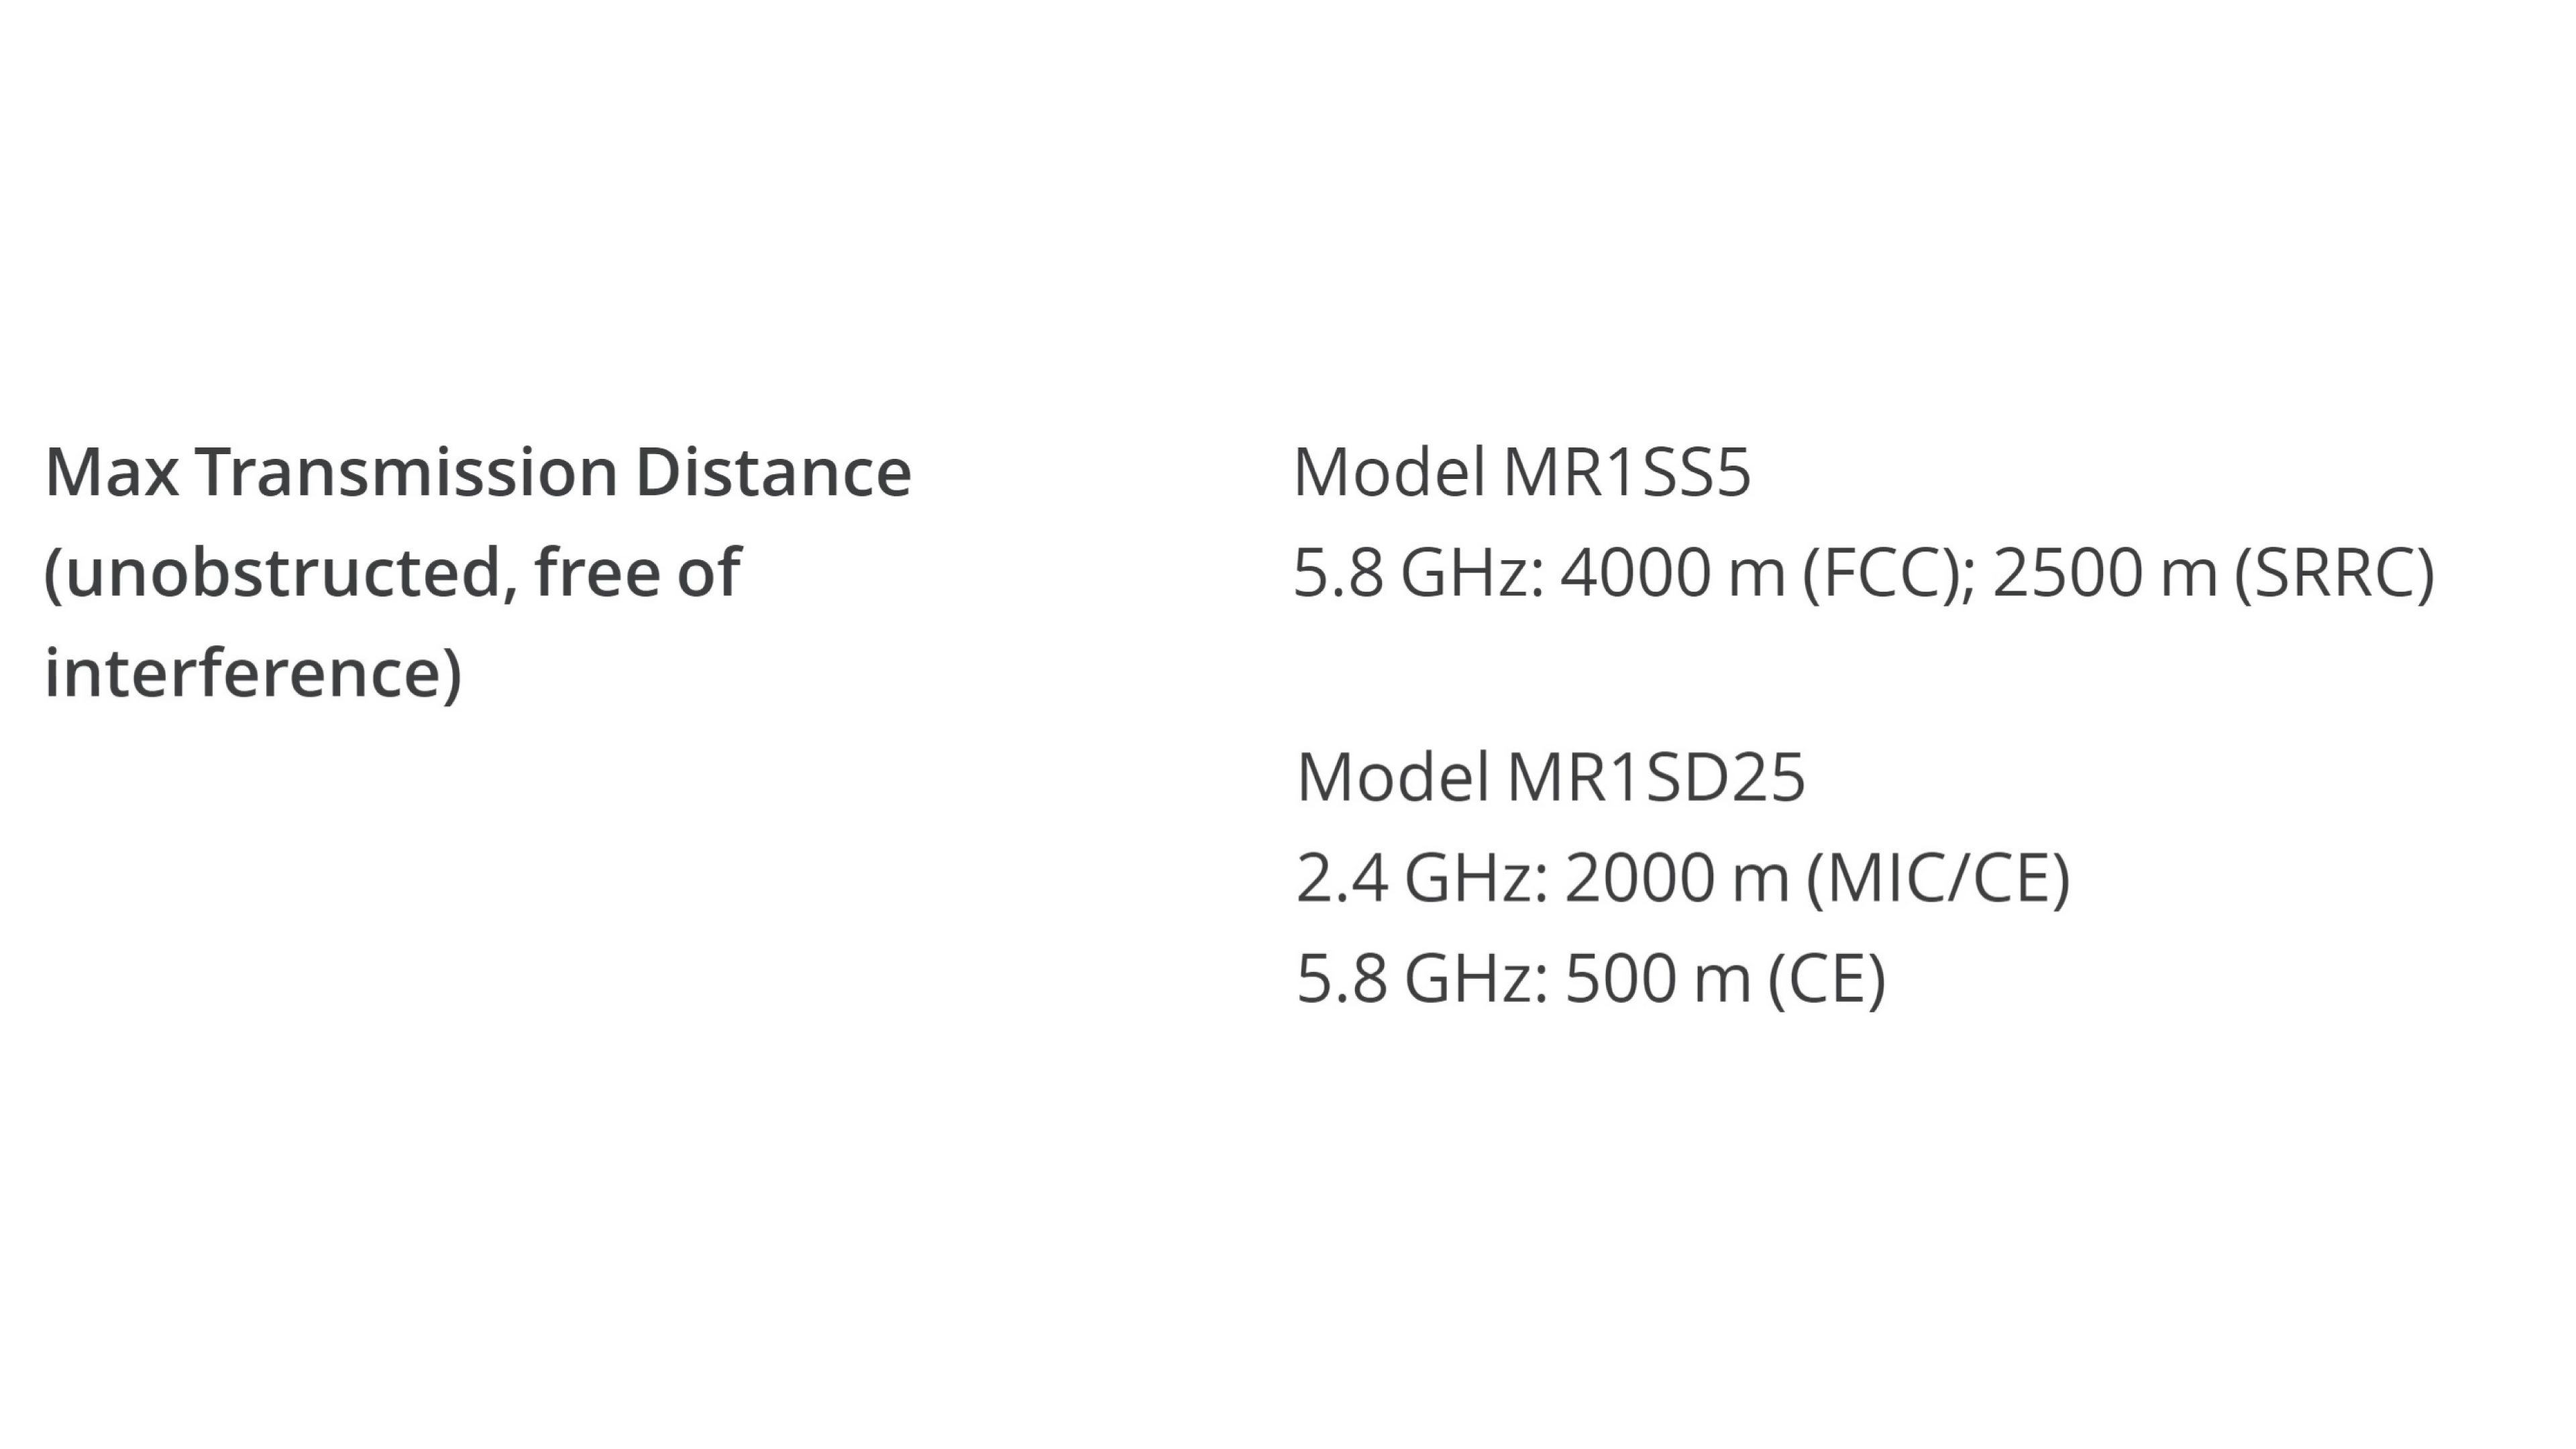 Max Transmission Distance
(unobstructed, free of
interference)
Model MR1SS5
5.8 GHz: 4000 m (FCC); 2500 m (SRRC)
Model MR1SD25
2.4 GHz: 2000 m (MIC/CE)
5.8 GHz: 500 m (CE)